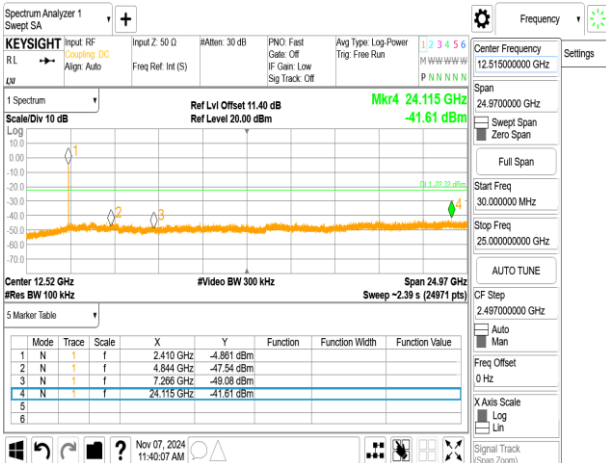 Spectrum Analyzer 1
Swept SA
+
Frequency
Settings
KEYSIGHT
RL
Input: RF
Coupling: DC
Align: Auto
Input Z: 50 Ω
Freq Ref: Int (S)
#Atten: 30 dB
PNO: Fast
Gate: Off
IF Gain: Low
Sig Track: Off
Avg Type: Log-Power
Trig: Free Run
1 2 3 4 5 6
M W W W W W
P N N N N N
1 Spectrum
Scale/Div 10 dB
Ref Lvl Offset 11.40 dB
Ref Level 20.00 dBm
Mkr4 24.115 GHz
-41.61 dBm
Log
10.0
0.00
-10.0
-20.0
-30.0
-40.0
-50.0
-60.0
-70.0
1
2
3
4
Center 12.52 GHz
#Res BW 100 kHz
#Video BW 300 kHz
Span 24.97 GHz
Sweep ~2.39 s (24971 pts)
5 Marker Table
Mode Trace Scale X Y Function Function Width Function Value
1 N 1 f 2.410 GHz -4.861 dBm
2 N 1 f 4.844 GHz -47.54 dBm
3 N 1 f 7.266 GHz -49.08 dBm
4 N 1 f 24.115 GHz -41.61 dBm
5
6
?
Nov 07, 2024
11:40:07 AM
Center Frequency
12.515000000 GHz
Span
24.9700000 GHz
Swept Span
Zero Span
Full Span
Start Freq
30.000000 MHz
Stop Freq
25.000000000 GHz
AUTO TUNE
CF Step
2.497000000 GHz
Auto
Man
Freq Offset
0 Hz
X Axis Scale
Log
Lin
Signal Track
(Span Zoom)